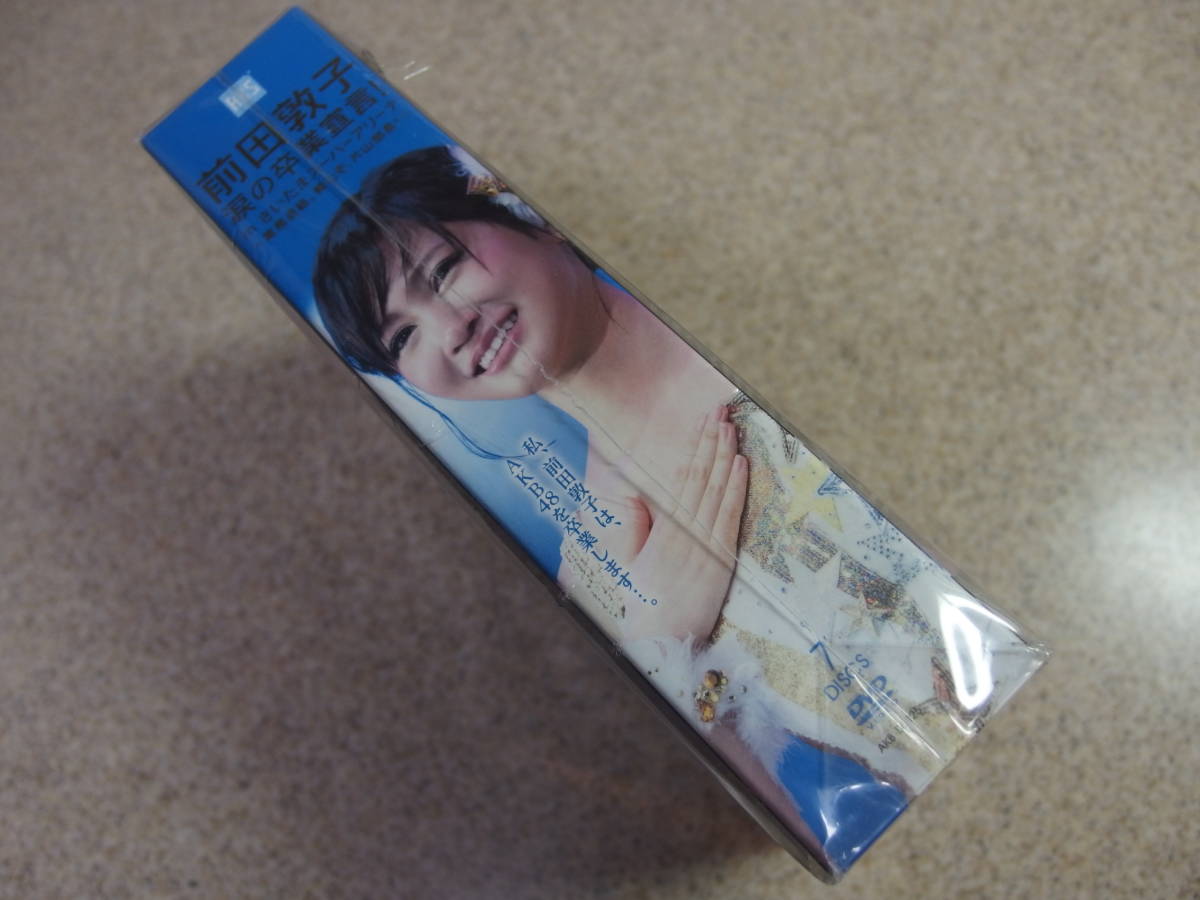 前田敦子
涙の卒業宣言!
さいたまスーパーアリーナ
私、前田敦子は、
AKB48を卒業します…。
7
DISCS
DVD